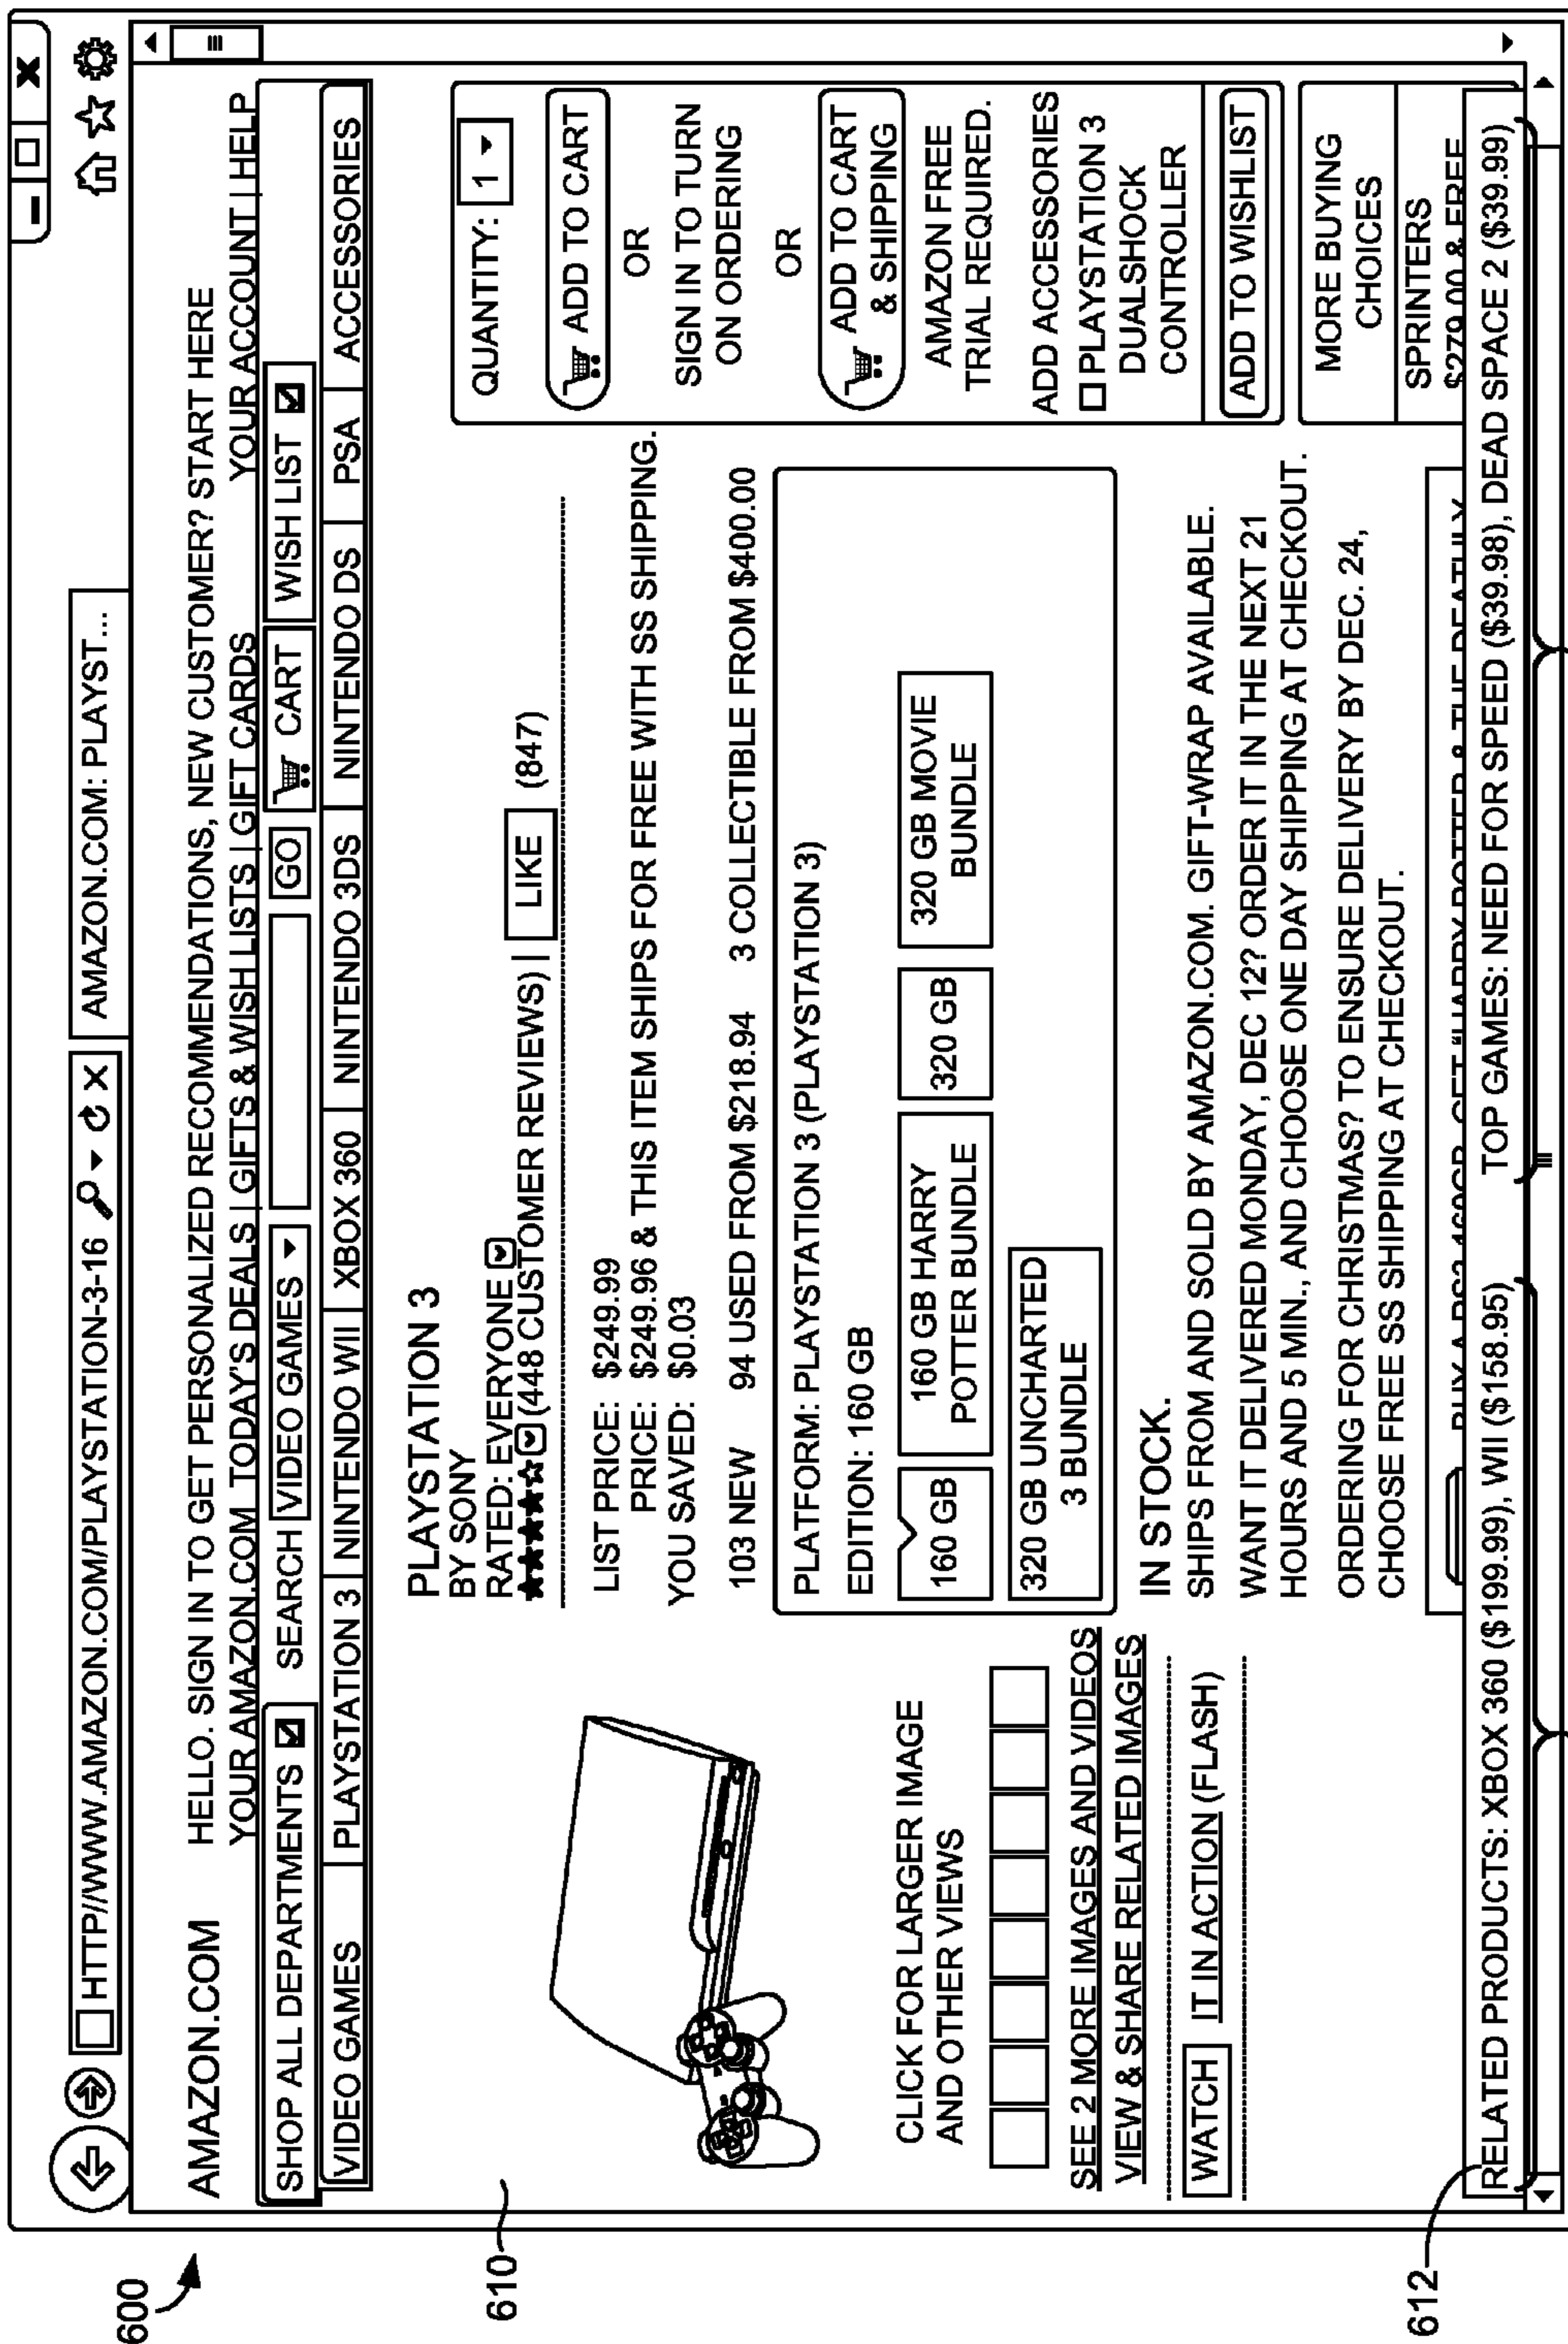 600
HTTP//WWW.AMAZON.COM/PLAYSTATION-3-16
AMAZON.COM: PLAYST...
AMAZON.COM
HELLO. SIGN IN TO GET PERSONALIZED RECOMMENDATIONS, NEW CUSTOMER? START HERE
YOUR AMAZON.COM TODAY'S DEALS | GIFTS & WISH LISTS | GIFT CARDS
YOUR ACCOUNT | HELP
SHOP ALL DEPARTMENTS
SEARCH VIDEO GAMES
GO
CART
WISH LIST
VIDEO GAMES
PLAYSTATION 3
NINTENDO WII
XBOX 360
NINTENDO 3DS
NINTENDO DS
PSA
ACCESSORIES
610
PLAYSTATION 3
BY SONY
RATED: EVERYONE
(448 CUSTOMER REVIEWS) | LIKE (847)
LIST PRICE: $249.99
PRICE: $249.96 & THIS ITEM SHIPS FOR FREE WITH SS SHIPPING.
YOU SAVED: $0.03
103 NEW 94 USED FROM $218.94 3 COLLECTIBLE FROM $400.00
PLATFORM: PLAYSTATION 3 (PLAYSTATION 3)
EDITION: 160 GB
160 GB
160 GB HARRY
POTTER BUNDLE
320 GB
320 GB MOVIE
BUNDLE
320 GB UNCHARTED
3 BUNDLE
IN STOCK.
SHIPS FROM AND SOLD BY AMAZON.COM. GIFT-WRAP AVAILABLE.
WANT IT DELIVERED MONDAY, DEC 12? ORDER IT IN THE NEXT 21
HOURS AND 5 MIN., AND CHOOSE ONE DAY SHIPPING AT CHECKOUT.
ORDERING FOR CHRISTMAS? TO ENSURE DELIVERY BY DEC. 24,
CHOOSE FREE SS SHIPPING AT CHECKOUT.
BUY A PS3 160GB, GET "HARRY POTTER & THE DEATHLY
CLICK FOR LARGER IMAGE
AND OTHER VIEWS
SEE 2 MORE IMAGES AND VIDEOS
VIEW & SHARE RELATED IMAGES
WATCH IT IN ACTION (FLASH)
QUANTITY: 1
ADD TO CART
OR
SIGN IN TO TURN
ON ORDERING
OR
ADD TO CART
& SHIPPING
AMAZON FREE
TRIAL REQUIRED.
ADD ACCESSORIES
PLAYSTATION 3
DUALSHOCK
CONTROLLER
ADD TO WISHLIST
MORE BUYING
CHOICES
SPRINTERS
$279.00 & FREE
612
RELATED PRODUCTS: XBOX 360 ($199.99), WII ($158.95)
TOP GAMES: NEED FOR SPEED ($39.98), DEAD SPACE 2 ($39.99)